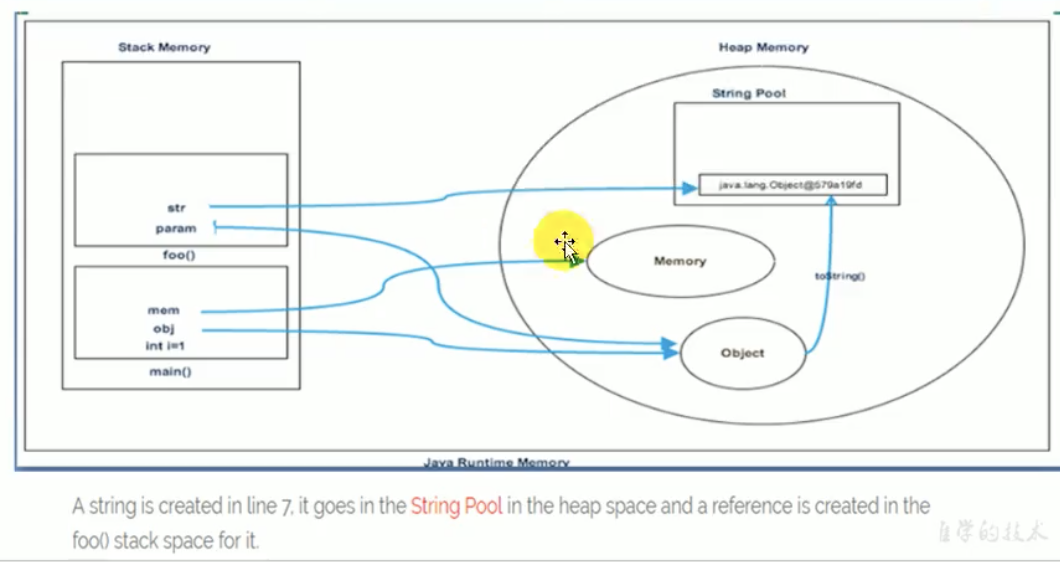 Stack Memory
Heap Memory
String Pool
java.lang.Object@579a19fd
str
param
foo()
Memory
toString()
mem
obj
int i=1
main()
Object
Java Runtime Memory
A string is created in line 7, it goes in the String Pool in the heap space and a reference is created in the
foo() stack space for it.
自学的技术